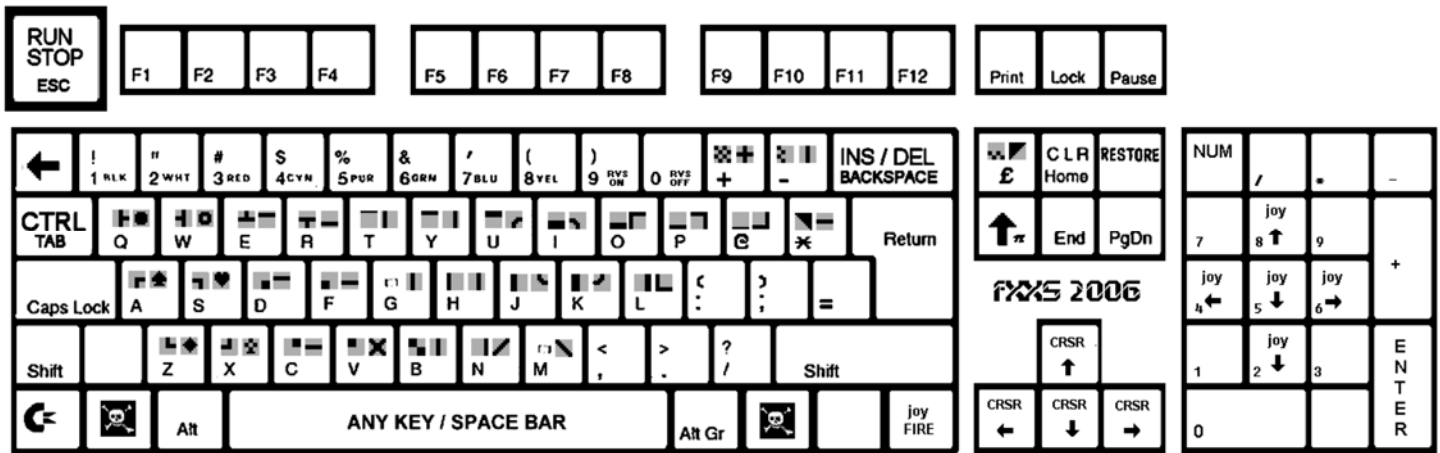 RUN
STOP
ESC
F1 F2 F3 F4 F5 F6 F7 F8 F9 F10 F11 F12 Print Lock Pause
! " # $ % & ' ( )
1 BLK 2 WHT 3 RED 4 CYN 5 PUR 6 GRN 7 BLU 8 YEL 9 RVS ON 0 RVS OFF + - INS / DEL
BACKSPACE
£ CLR
Home RESTORE
NUM / * -
CTRL
TAB
Q W E R T Y U I O P @ * Return
↑ π End PgDn
7 joy
8 ↑ 9 +
Caps Lock A S D F G H J K L [ : ] ; =
FXXS 2006
joy
4 ← joy
5 ↓ joy
6 →
Shift Z X C V B N M < , > . ? / Shift
CRSR
↑
1 joy
2 ↓ 3 ENTER
C= Alt ANY KEY / SPACE BAR Alt Gr joy
FIRE
CRSR
← CRSR
↓ CRSR
→
0